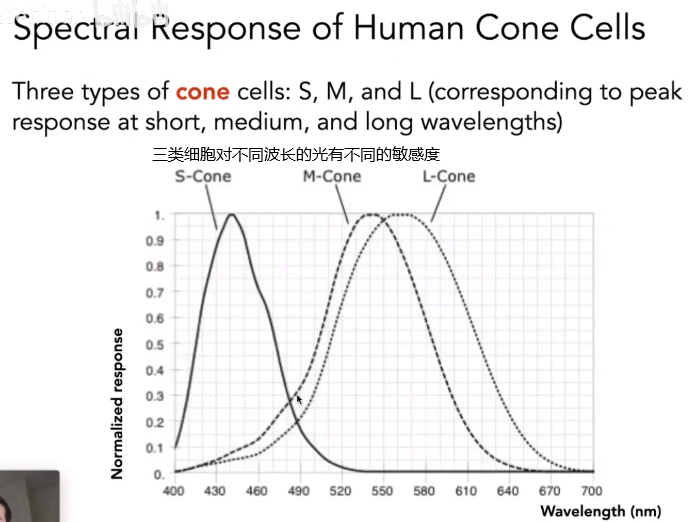 Spectral Response of Human Cone Cells
Three types of cone cells: S, M, and L (corresponding to peak
response at short, medium, and long wavelengths)
三类细胞对不同波长的光有不同的敏感度
S-Cone M-Cone L-Cone
1.
0.9
0.8
0.7
0.6
0.5
0.4
0.3
0.2
0.1
0.
Normalized response
400 430 460 490 520 550 580 610 640 670 700
Wavelength (nm)